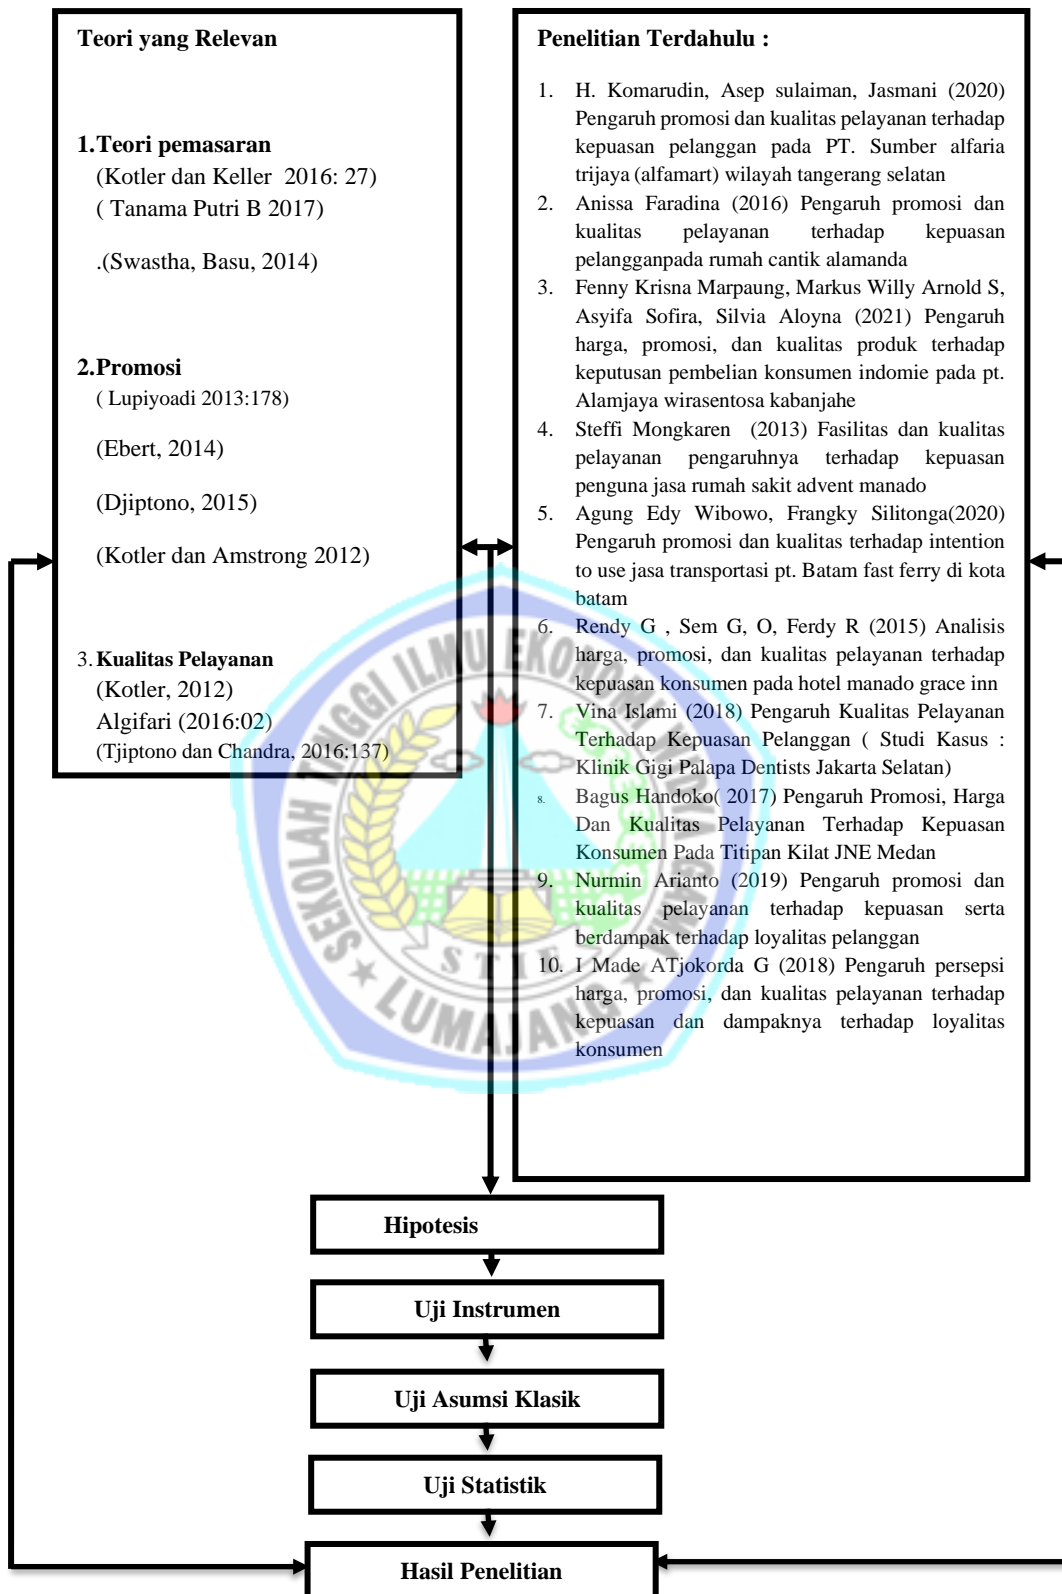 Teori yang Relevan
1.Teori pemasaran
(Kotler dan Keller 2016: 27)
( Tanama Putri B 2017)
.(Swastha, Basu, 2014)
2.Promosi
( Lupiyoadi 2013:178)
(Ebert, 2014)
(Djiptono, 2015)
(Kotler dan Amstrong 2012)
3. Kualitas Pelayanan
(Kotler, 2012)
Algifari (2016:02)
(Tjiptono dan Chandra, 2016:137)
Penelitian Terdahulu :
1. H. Komarudin, Asep sulaiman, Jasmani (2020)
Pengaruh promosi dan kualitas pelayanan terhadap
kepuasan pelanggan pada PT. Sumber alfaria
trijaya (alfamart) wilayah tangerang selatan
2. Anissa Faradina (2016) Pengaruh promosi dan
kualitas pelayanan terhadap kepuasan
pelangganpada rumah cantik alamanda
3. Fenny Krisna Marpaung, Markus Willy Arnold S,
Asyifa Sofira, Silvia Aloyna (2021) Pengaruh
harga, promosi, dan kualitas produk terhadap
keputusan pembelian konsumen indomie pada pt.
Alamjaya wirasentosa kabanjahe
4. Steffi Mongkaren (2013) Fasilitas dan kualitas
pelayanan pengaruhnya terhadap kepuasan
penguna jasa rumah sakit advent manado
5. Agung Edy Wibowo, Frangky Silitonga(2020)
Pengaruh promosi dan kualitas terhadap intention
to use jasa transportasi pt. Batam fast ferry di kota
batam
6. Rendy G , Sem G, O, Ferdy R (2015) Analisis
harga, promosi, dan kualitas pelayanan terhadap
kepuasan konsumen pada hotel manado grace inn
7. Vina Islami (2018) Pengaruh Kualitas Pelayanan
Terhadap Kepuasan Pelanggan ( Studi Kasus :
Klinik Gigi Palapa Dentists Jakarta Selatan)
8. Bagus Handoko( 2017) Pengaruh Promosi, Harga
Dan Kualitas Pelayanan Terhadap Kepuasan
Konsumen Pada Titipan Kilat JNE Medan
9. Nurmin Arianto (2019) Pengaruh promosi dan
kualitas pelayanan terhadap kepuasan serta
berdampak terhadap loyalitas pelanggan
10. I Made ATjokorda G (2018) Pengaruh persepsi
harga, promosi, dan kualitas pelayanan terhadap
kepuasan dan dampaknya terhadap loyalitas
konsumen
SEKOLAH TINGGI ILMU EKONOMI
STIE
LUMAJANG
Hipotesis
Uji Instrumen
Uji Asumsi Klasik
Uji Statistik
Hasil Penelitian